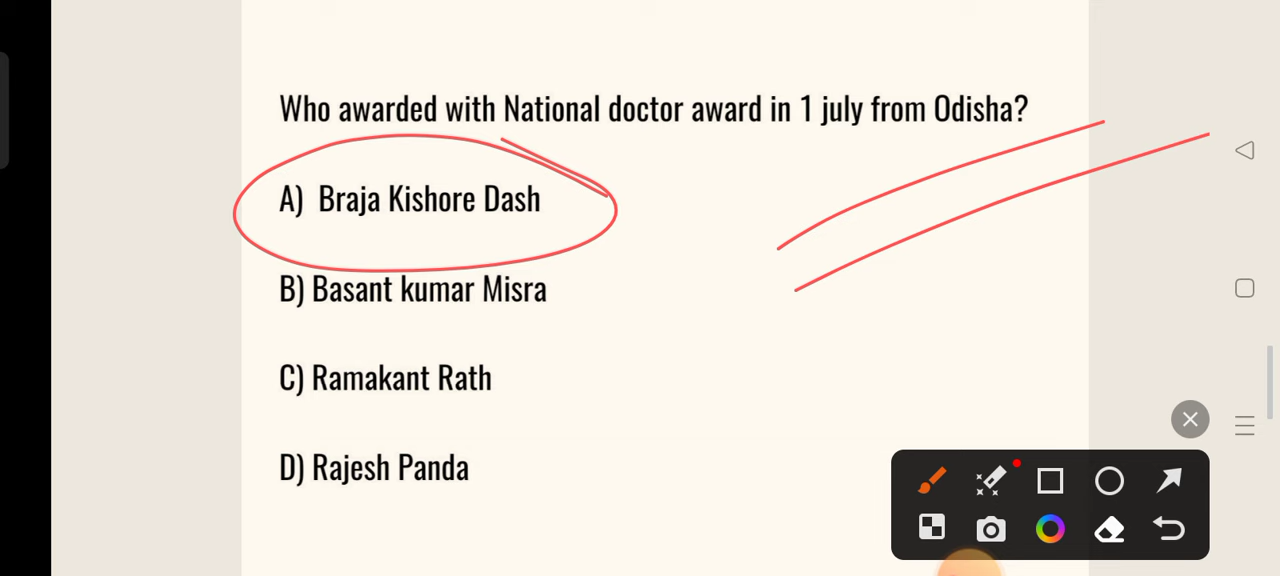 Who awarded with National doctor award in 1 july from Odisha?
A) Braja Kishore Dash
B) Basant kumar Misra
C) Ramakant Rath
D) Rajesh Panda